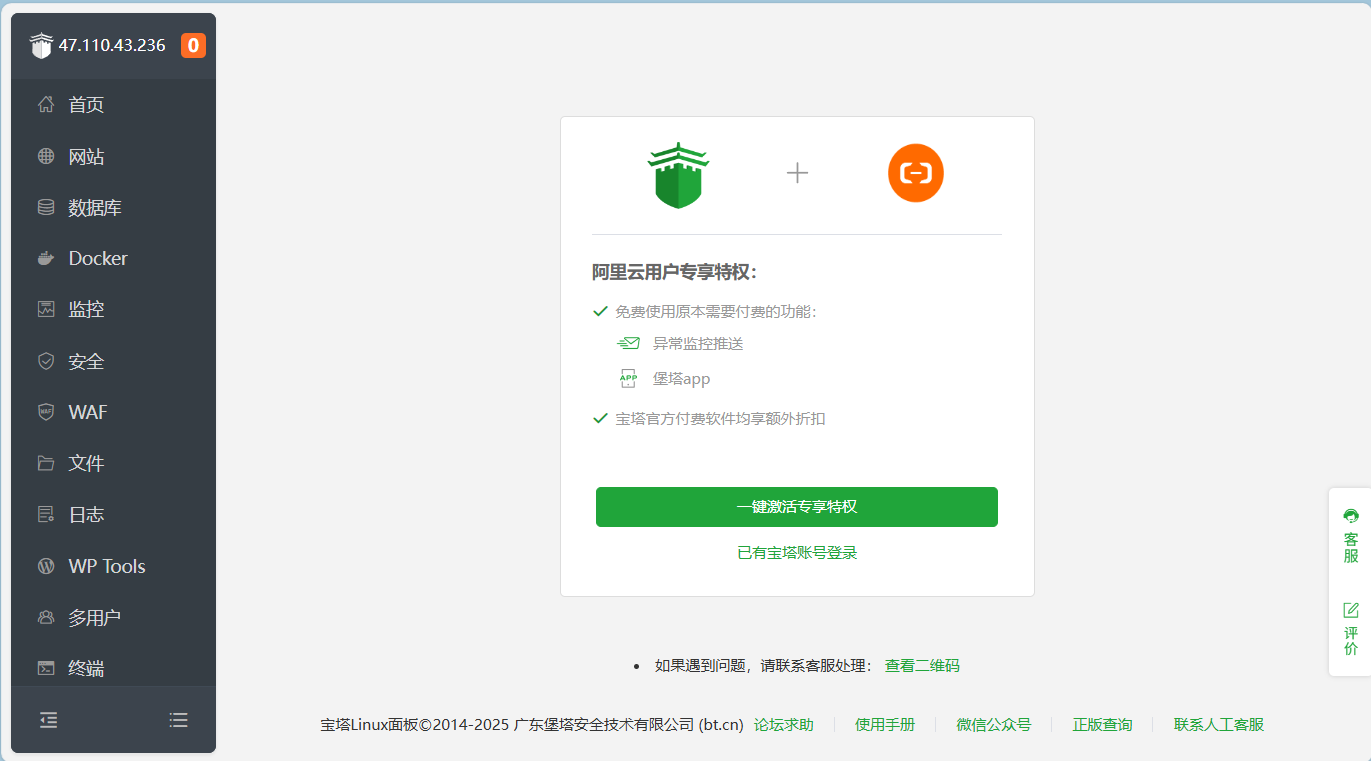 47.110.43.236 0
首页
网站
数据库
Docker
监控
安全
WAF
WAF
文件
日志
WP Tools
多用户
终端
阿里云用户专享特权：
免费使用原本需要付费的功能：
异常监控推送
APP 堡塔app
宝塔官方付费软件均享额外折扣
一键激活专享特权
已有宝塔账号登录
如果遇到问题，请联系客服处理： 查看二维码
宝塔Linux面板©2014-2025 广东堡塔安全技术有限公司 (bt.cn) 论坛求助 使用手册 微信公众号 正版查询 联系人工客服
客服
评价